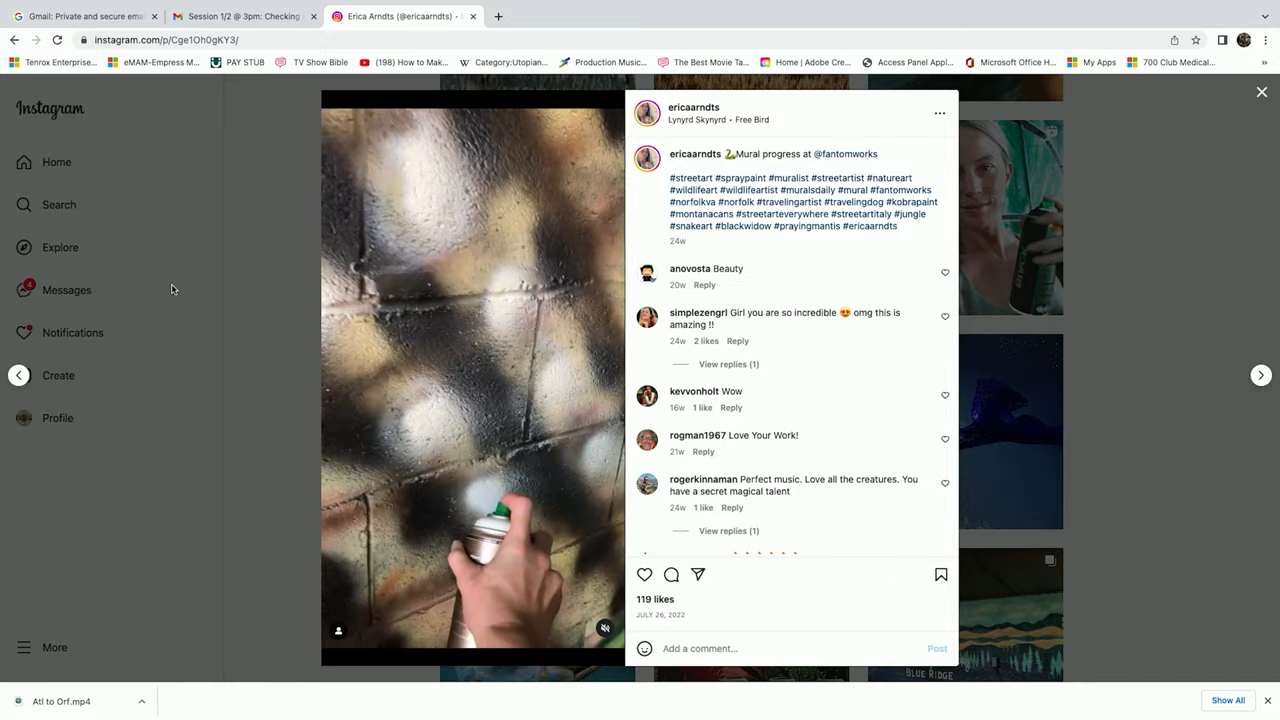 Gmail: Private and secure ema
Session 1/2 @ 3pm: Checking
Erica Arndts (@ericaarndts) •
instagram.com/p/Cge1Oh0gKY3/
Tenrox Enterprise...
eMAM-Empress M...
PAY STUB
TV Show Bible
(198) How to Mak...
Category:Utopian...
Production Music...
The Best Movie Ta...
Home | Adobe Cre...
Access Panel Appl...
Microsoft Office H...
My Apps
700 Club Medical...
»
Instagram
Home
Search
Explore
4
Messages
Notifications
Create
Profile
More
ericaarndts
Lynyrd Skynyrd • Free Bird
ericaarndts 🐍Mural progress at @fantomworks
#streetart #spraypaint #muralist #streetartist #natureart
#wildlifeart #wildlifeartist #muralsdaily #mural #fantomworks
#norfolkva #norfolk #travelingartist #travelingdog #kobrapaint
#montanacans #streetarteverywhere #streetartitaly #jungle
#snakeart #blackwidow #prayingmantis #ericaarndts
24w
anovosta Beauty
20w Reply
simplezengrl Girl you are so incredible 😍 omg this is
amazing !!
24w 2 likes Reply
View replies (1)
kevvonholt Wow
16w 1 like Reply
rogman1967 Love Your Work!
21w Reply
rogerkinnaman Perfect music. Love all the creatures. You
have a secret magical talent
24w 1 like Reply
View replies (1)
119 likes
JULY 26, 2022
Add a comment...
Post
BLUE RIDGE
Atl to Orf.mp4
Show All